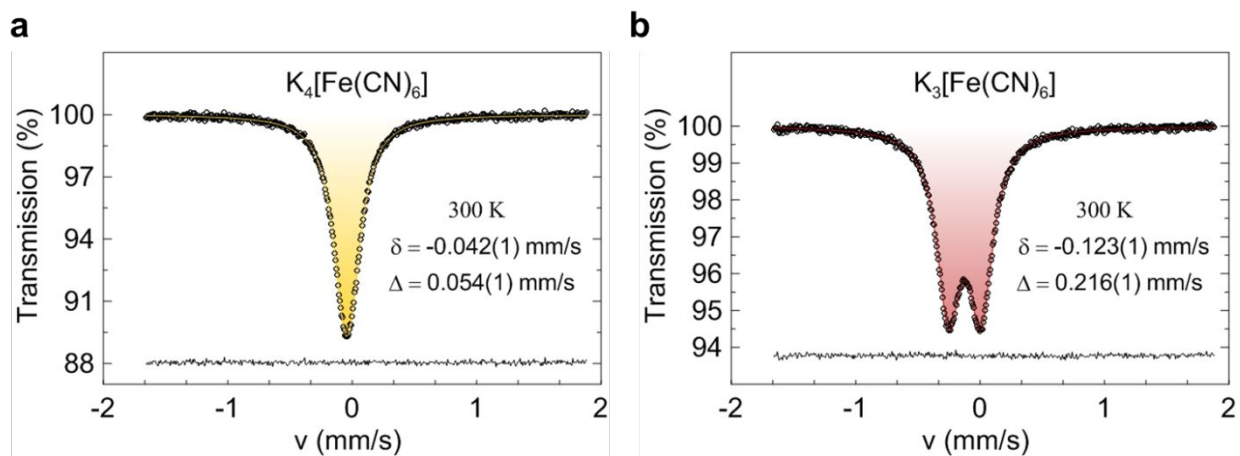 a
K₄[Fe(CN)₆]
Transmission (%)
100
97
94
91
88
300 K
δ = -0.042(1) mm/s
Δ = 0.054(1) mm/s
-2 -1 0 1 2
v (mm/s)
b
K₃[Fe(CN)₆]
Transmission (%)
100
99
98
97
96
95
94
300 K
δ = -0.123(1) mm/s
Δ = 0.216(1) mm/s
-2 -1 0 1 2
v (mm/s)